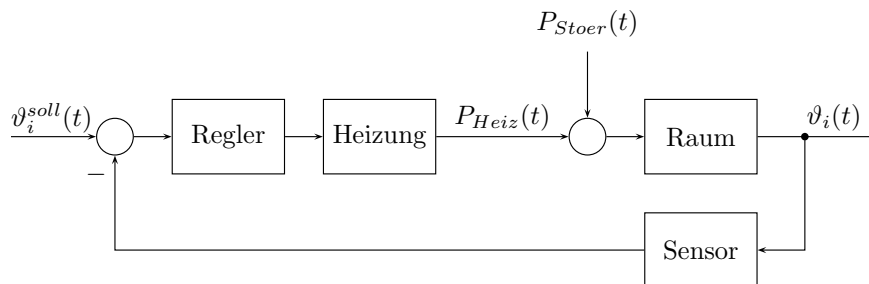 P_{Stoer}(t)
ϑ_i^{soll}(t)
Regler
Heizung
P_{Heiz}(t)
Raum
ϑ_i(t)
−
Sensor